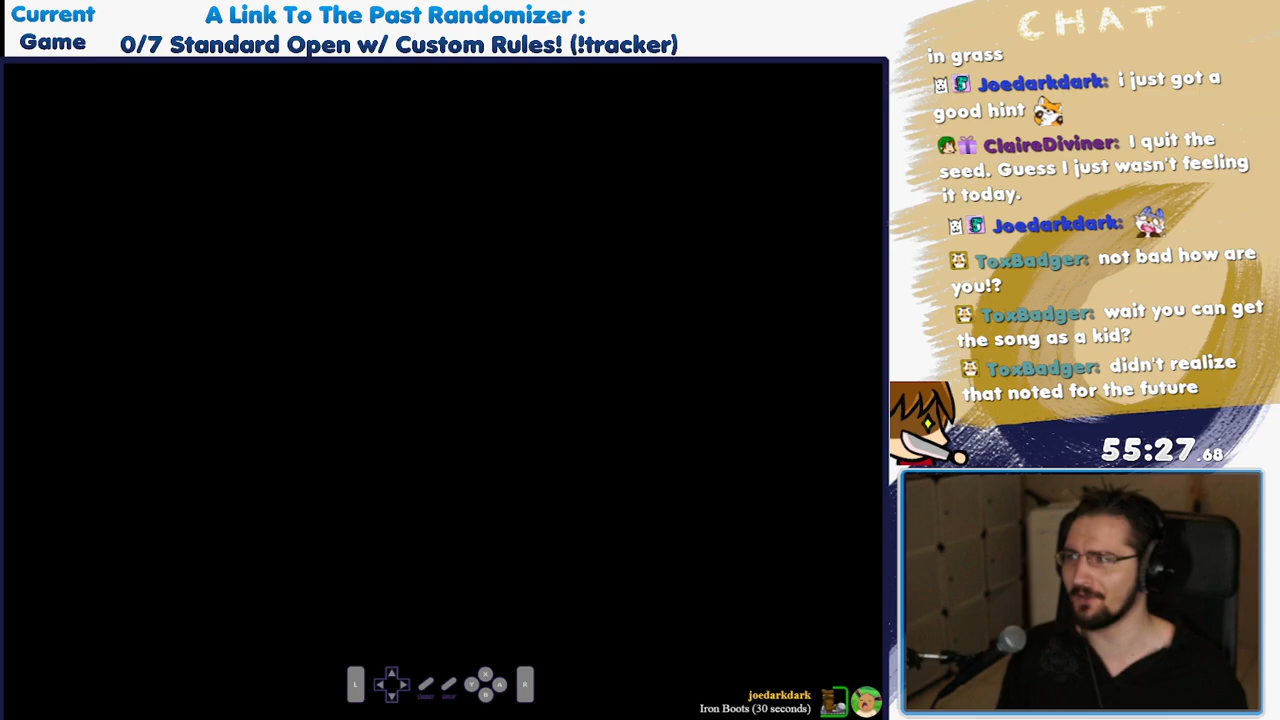 Current
Game
A Link To The Past Randomizer :
0/7 Standard Open w/ Custom Rules! (!tracker)
CHAT
in grass
Joedarkdark: i just got a
good hint
ClaireDiviner: I quit the
seed. Guess I just wasn't feeling
it today.
Joedarkdark:
ToxBadger: not bad how are
you!?
ToxBadger: wait you can get
the song as a kid?
ToxBadger: didn't realize
that noted for the future
55:27.68
L
X
Y
A
B
R
joedarkdark
Iron Boots (30 seconds)